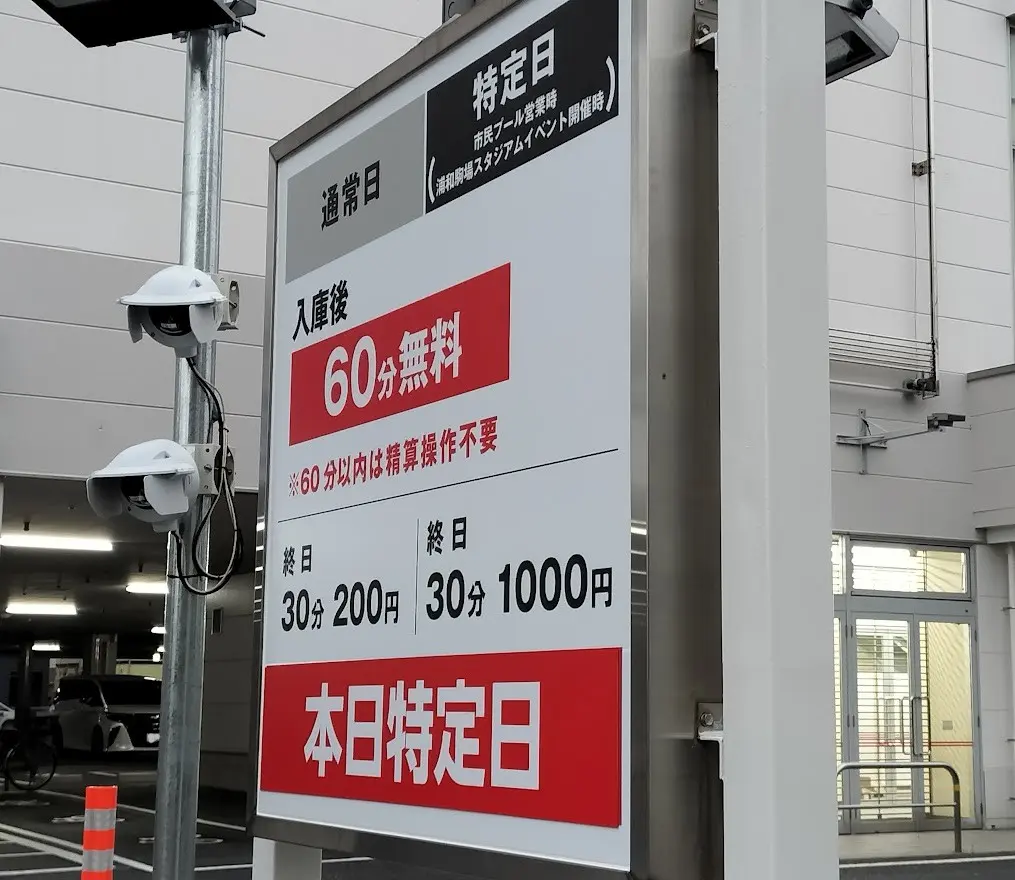 通常日
特定日
(市民プール営業時
浦和駒場スタジアムイベント開催時)
入庫後
60分無料
※60分以内は精算操作不要
終日
30分 200円
終日
30分 1000円
本日特定日